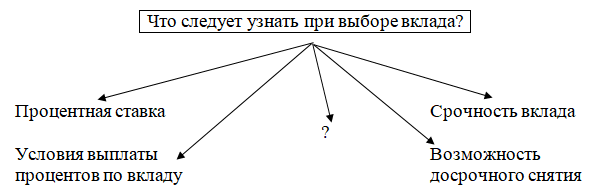 Что следует узнать при выборе вклада?
Процентная ставка
Срочность вклада
?
Условия выплаты
процентов по вкладу
Возможность
досрочного снятия